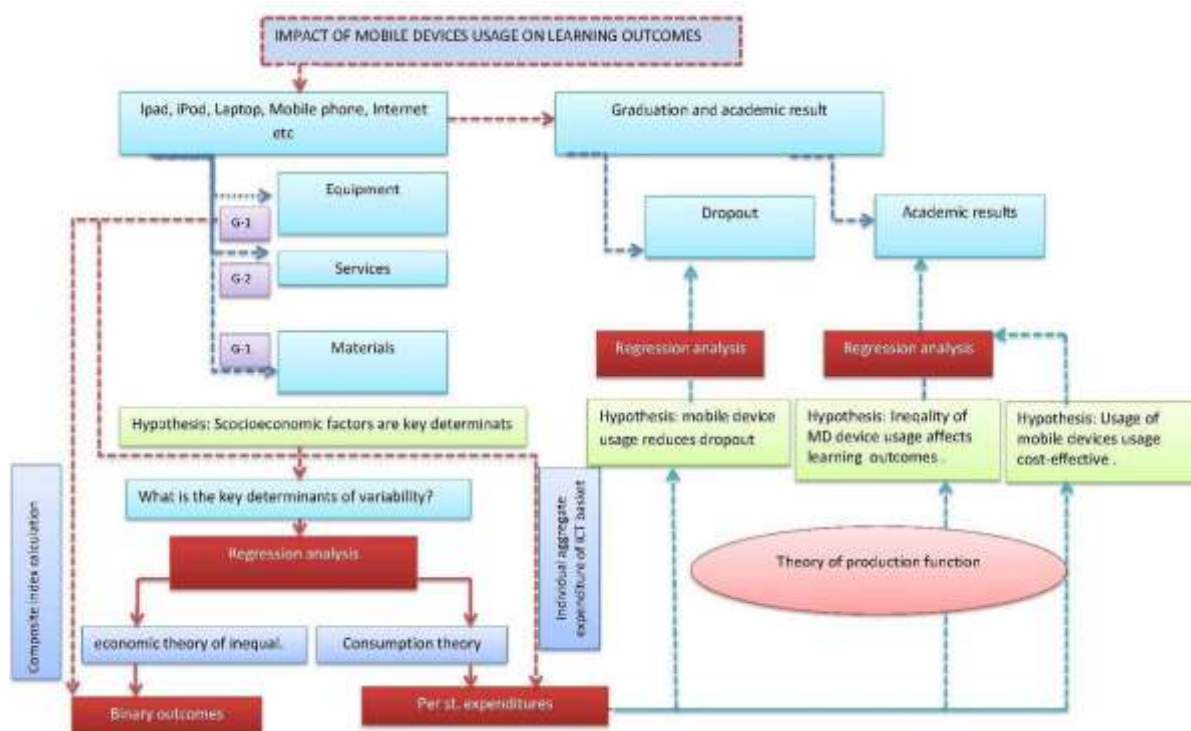 IMPACT OF MOBILE DEVICES USAGE ON LEARNING OUTCOMES
Ipad, iPod, Laptop, Mobile phone, Internet
etc
Graduation and academic result
Equipment
G-1
Dropout
Academic results
Services
G-2
Materials
G-1
Regression analysis
Regression analysis
Hypothesis: Scocioeconomic factors are key determinats
Hypothesis: mobile device
usage reduces dropout
Hypothesis: Ineqality of
MD device usage affects
learning outcomes .
Hypothesis: Usage of
mobile devices usage
cost-effective .
What is the key determinants of variability?
Composite index calculation
Regression analysis
Individual aggregate
expenditure of ICT basket
Theory of production function
economic theory of inequal.
Consumption theory
Binary outcomes
Per st. expenditures